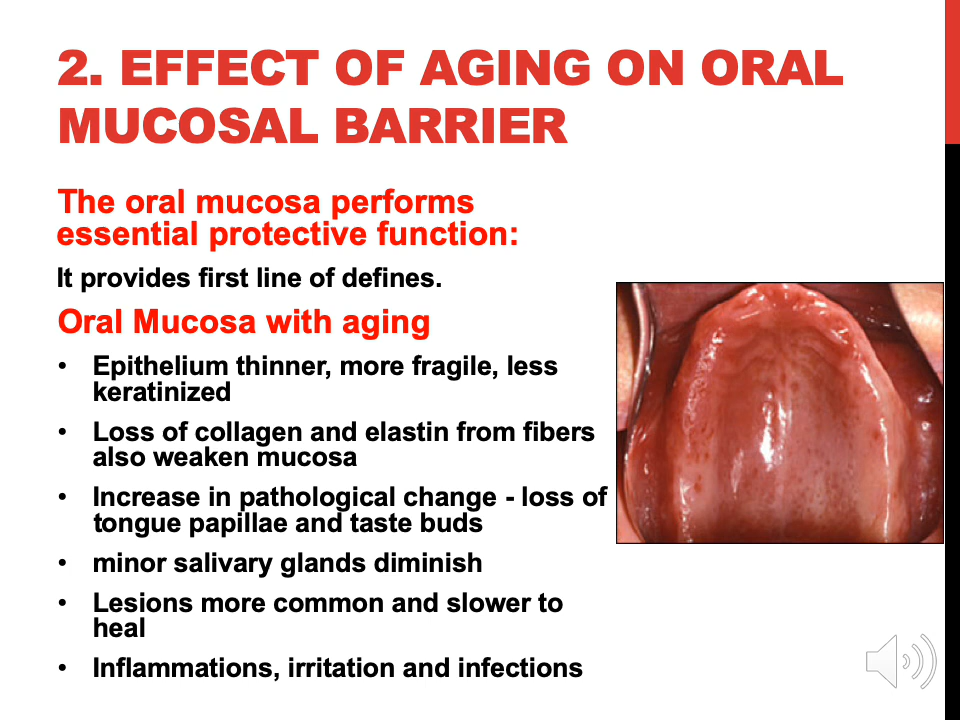 2. EFFECT OF AGING ON ORAL
MUCOSAL BARRIER
The oral mucosa performs
essential protective function:
It provides first line of defines.
Oral Mucosa with aging
• Epithelium thinner, more fragile, less
keratinized
• Loss of collagen and elastin from fibers
also weaken mucosa
• Increase in pathological change - loss of
tongue papillae and taste buds
• minor salivary glands diminish
• Lesions more common and slower to
heal
• Inflammations, irritation and infections